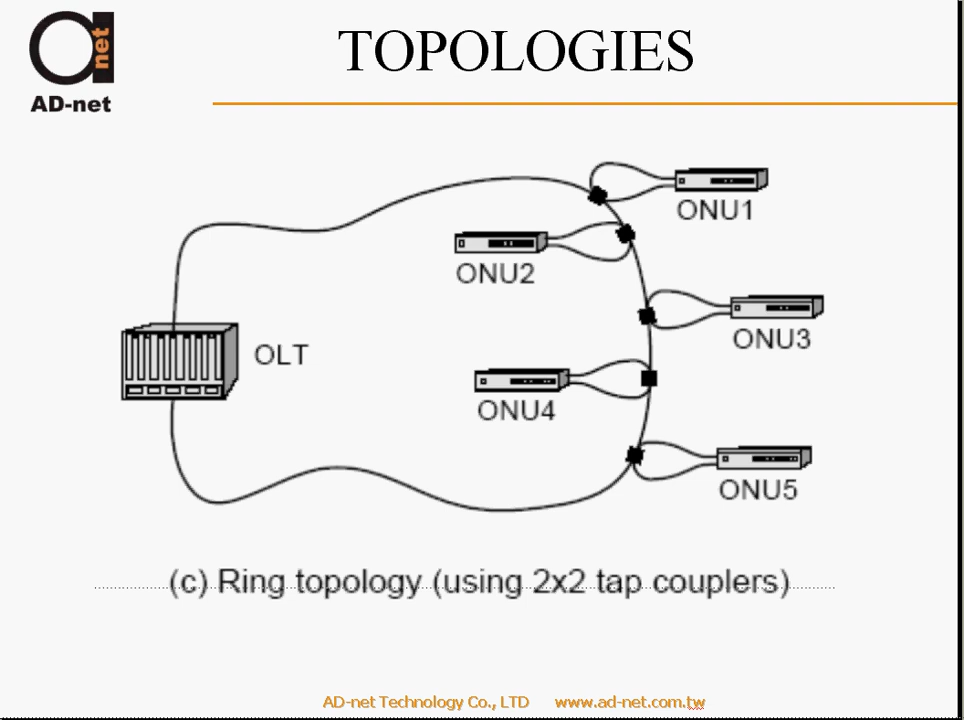 a net
AD-net
TOPOLOGIES
ONU1
ONU2
ONU3
OLT
ONU4
ONU5
(c) Ring topology (using 2x2 tap couplers)
AD-net Technology Co., LTD www.ad-net.com.tw